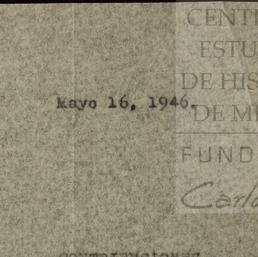 CENT
ESTU
DE HIS
DE M
Mayo 16, 1946.
FUND
Carl